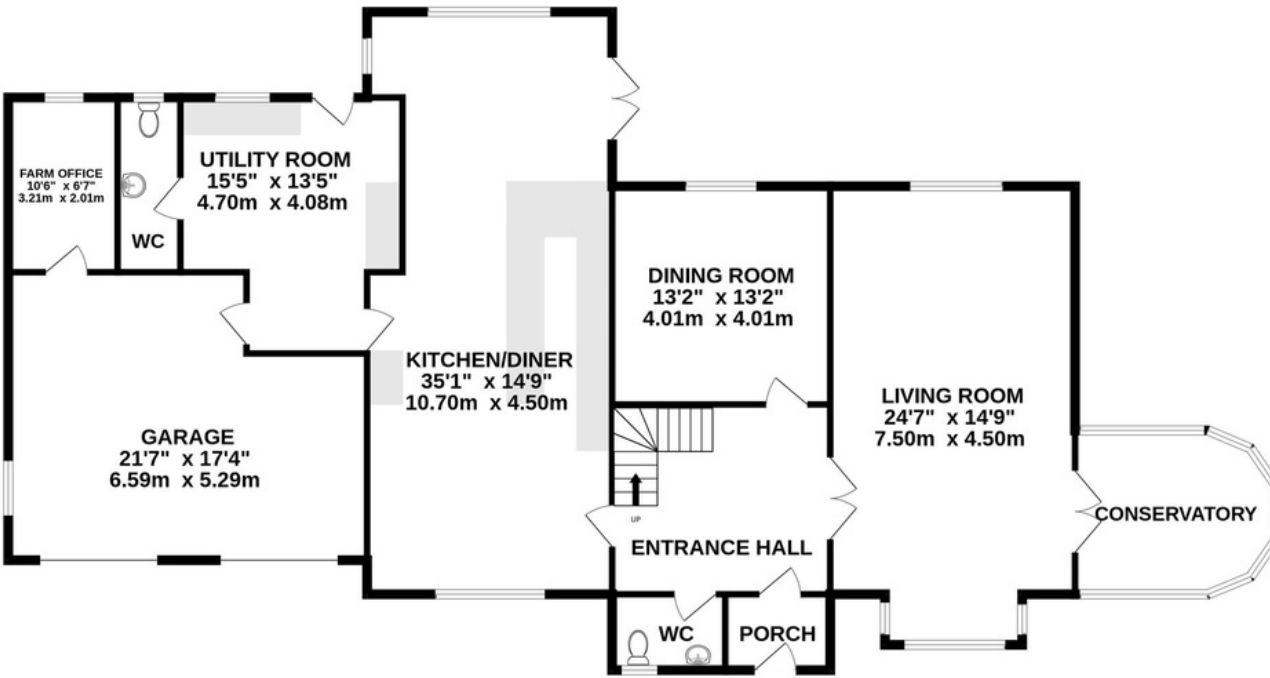 FARM OFFICE
10'6" x 6'7"
3.21m x 2.01m
WC
UTILITY ROOM
15'5" x 13'5"
4.70m x 4.08m
GARAGE
21'7" x 17'4"
6.59m x 5.29m
KITCHEN/DINER
35'1" x 14'9"
10.70m x 4.50m
DINING ROOM
13'2" x 13'2"
4.01m x 4.01m
UP
ENTRANCE HALL
WC
PORCH
LIVING ROOM
24'7" x 14'9"
7.50m x 4.50m
CONSERVATORY